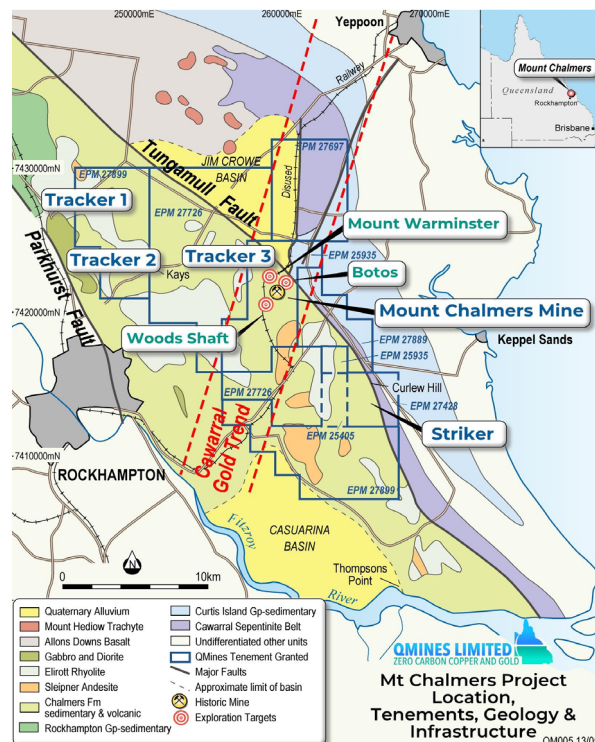 250000mE
260000mE
270000mE
Yeppoon
Mount Chalmers
Queensland
Rockhampton
Brisbane
Railway
EPM 27697
JIM CROWE
BASIN
Disused
7430000mN
EPM 27899
Tungamull Fault
Tracker 1
EPM 27726
Mount Warminster
Tracker 3
EPM 25935
Tracker 2
Kays
Botos
Parkhurst Fault
Mount Chalmers Mine
7420000mN
Woods Shaft
EPM 27889
Keppel Sands
EPM 25935
Curlew Hill
EPM 27726
EPM 27428
Cawarral
Gold Trend
Striker
EPM 25405
7410000mN
ROCKHAMPTON
EPM 27899
Fitzroy
CASUARINA
BASIN
N
Thompsons
Point
0
10km
River
Quaternary Alluvium
Mount Hediow Trachyte
Allons Downs Basalt
Gabbro and Diorite
Elirott Rhyolite
Sleipner Andesite
Chalmers Fm
sedimentary & volcanic
Rockhampton Gp-sedimentary
Curtis Island Gp-sedimentary
Cawarral Sepentinite Belt
Undifferentiated other units
QMines Tenement Granted
Major Faults
Approximate limit of basin
Historic Mine
Exploration Targets
QMINES LIMITED
ZERO CARBON COPPER AND GOLD
Mt Chalmers Project
Location,
Tenements, Geology &
Infrastructure